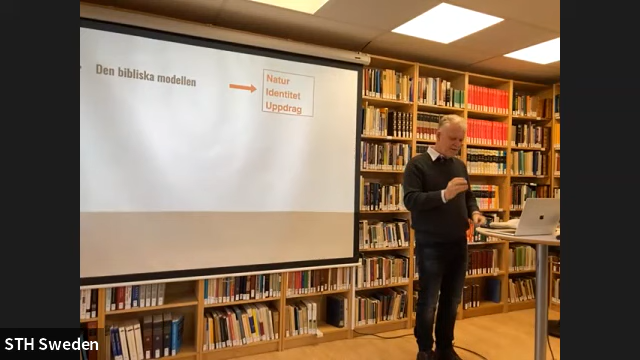 Den bibliska modellen
Natur
Identitet
Uppdrag
STH Sweden